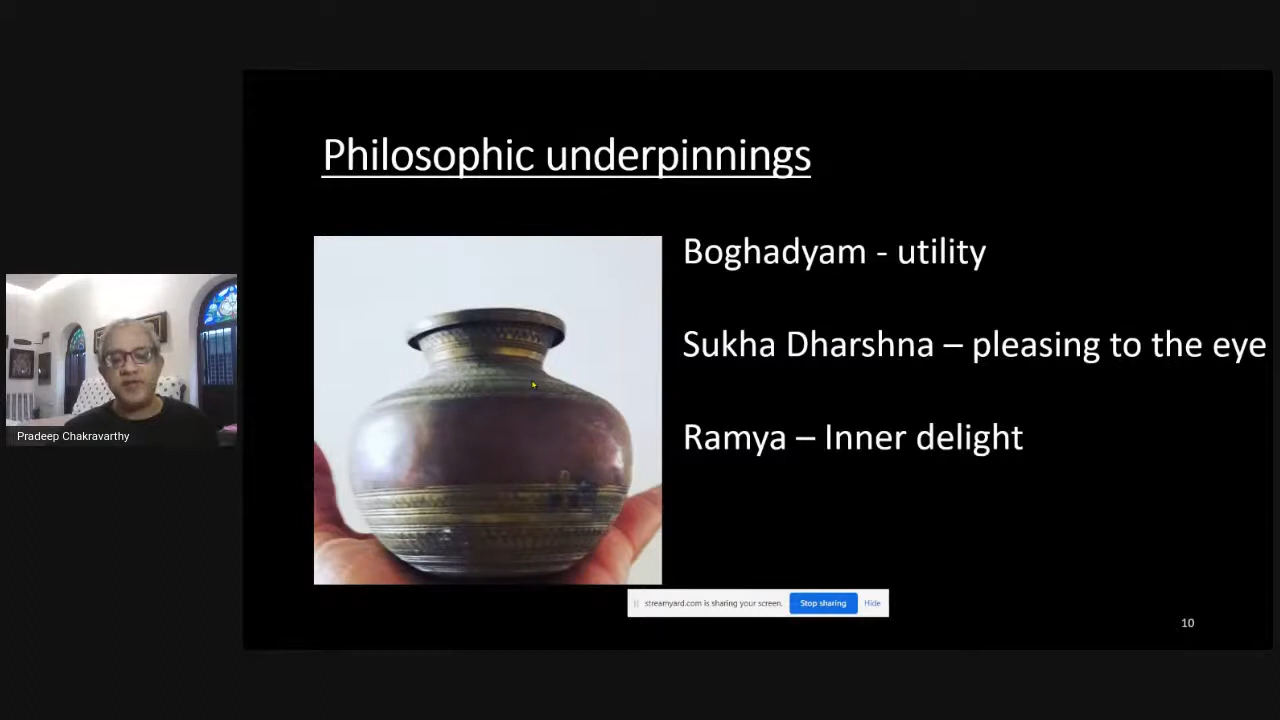 Philosophic underpinnings
Boghadyam - utility
Sukha Dharshna – pleasing to the eye
Ramya – Inner delight
Pradeep Chakravarthy
streamyard.com is sharing your screen. Stop sharing Hide
10